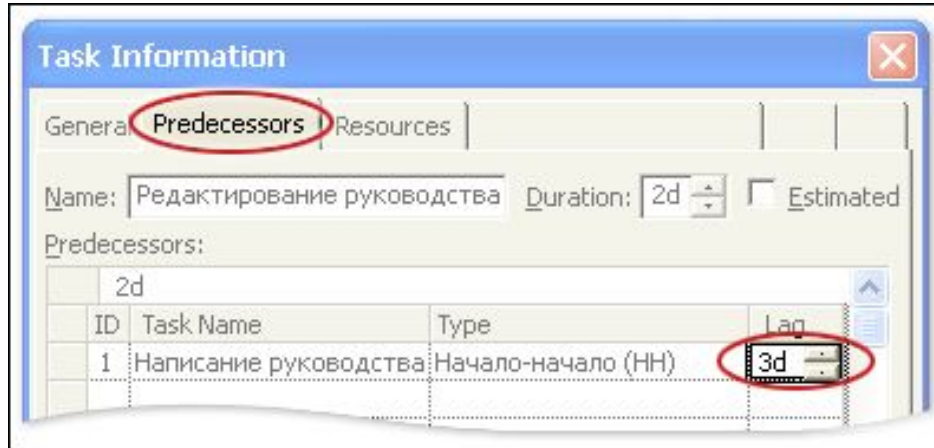 Task Information
General Predecessors Resources
Name: Редактирование руководства Duration: 2d Estimated
Predecessors:
2d
ID Task Name Type Lag
1 Написание руководства Начало-начало (НН) 3d